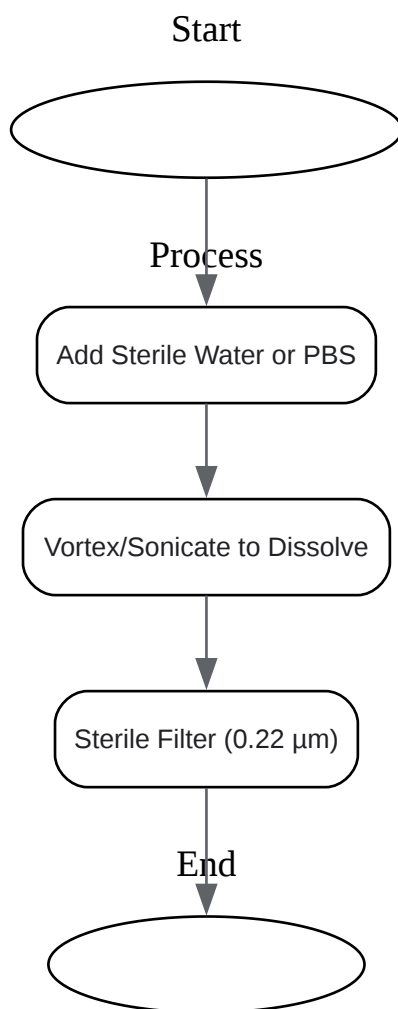 Start
Process
Add Sterile Water or PBS
Vortex/Sonicate to Dissolve
Sterile Filter (0.22 µm)
End